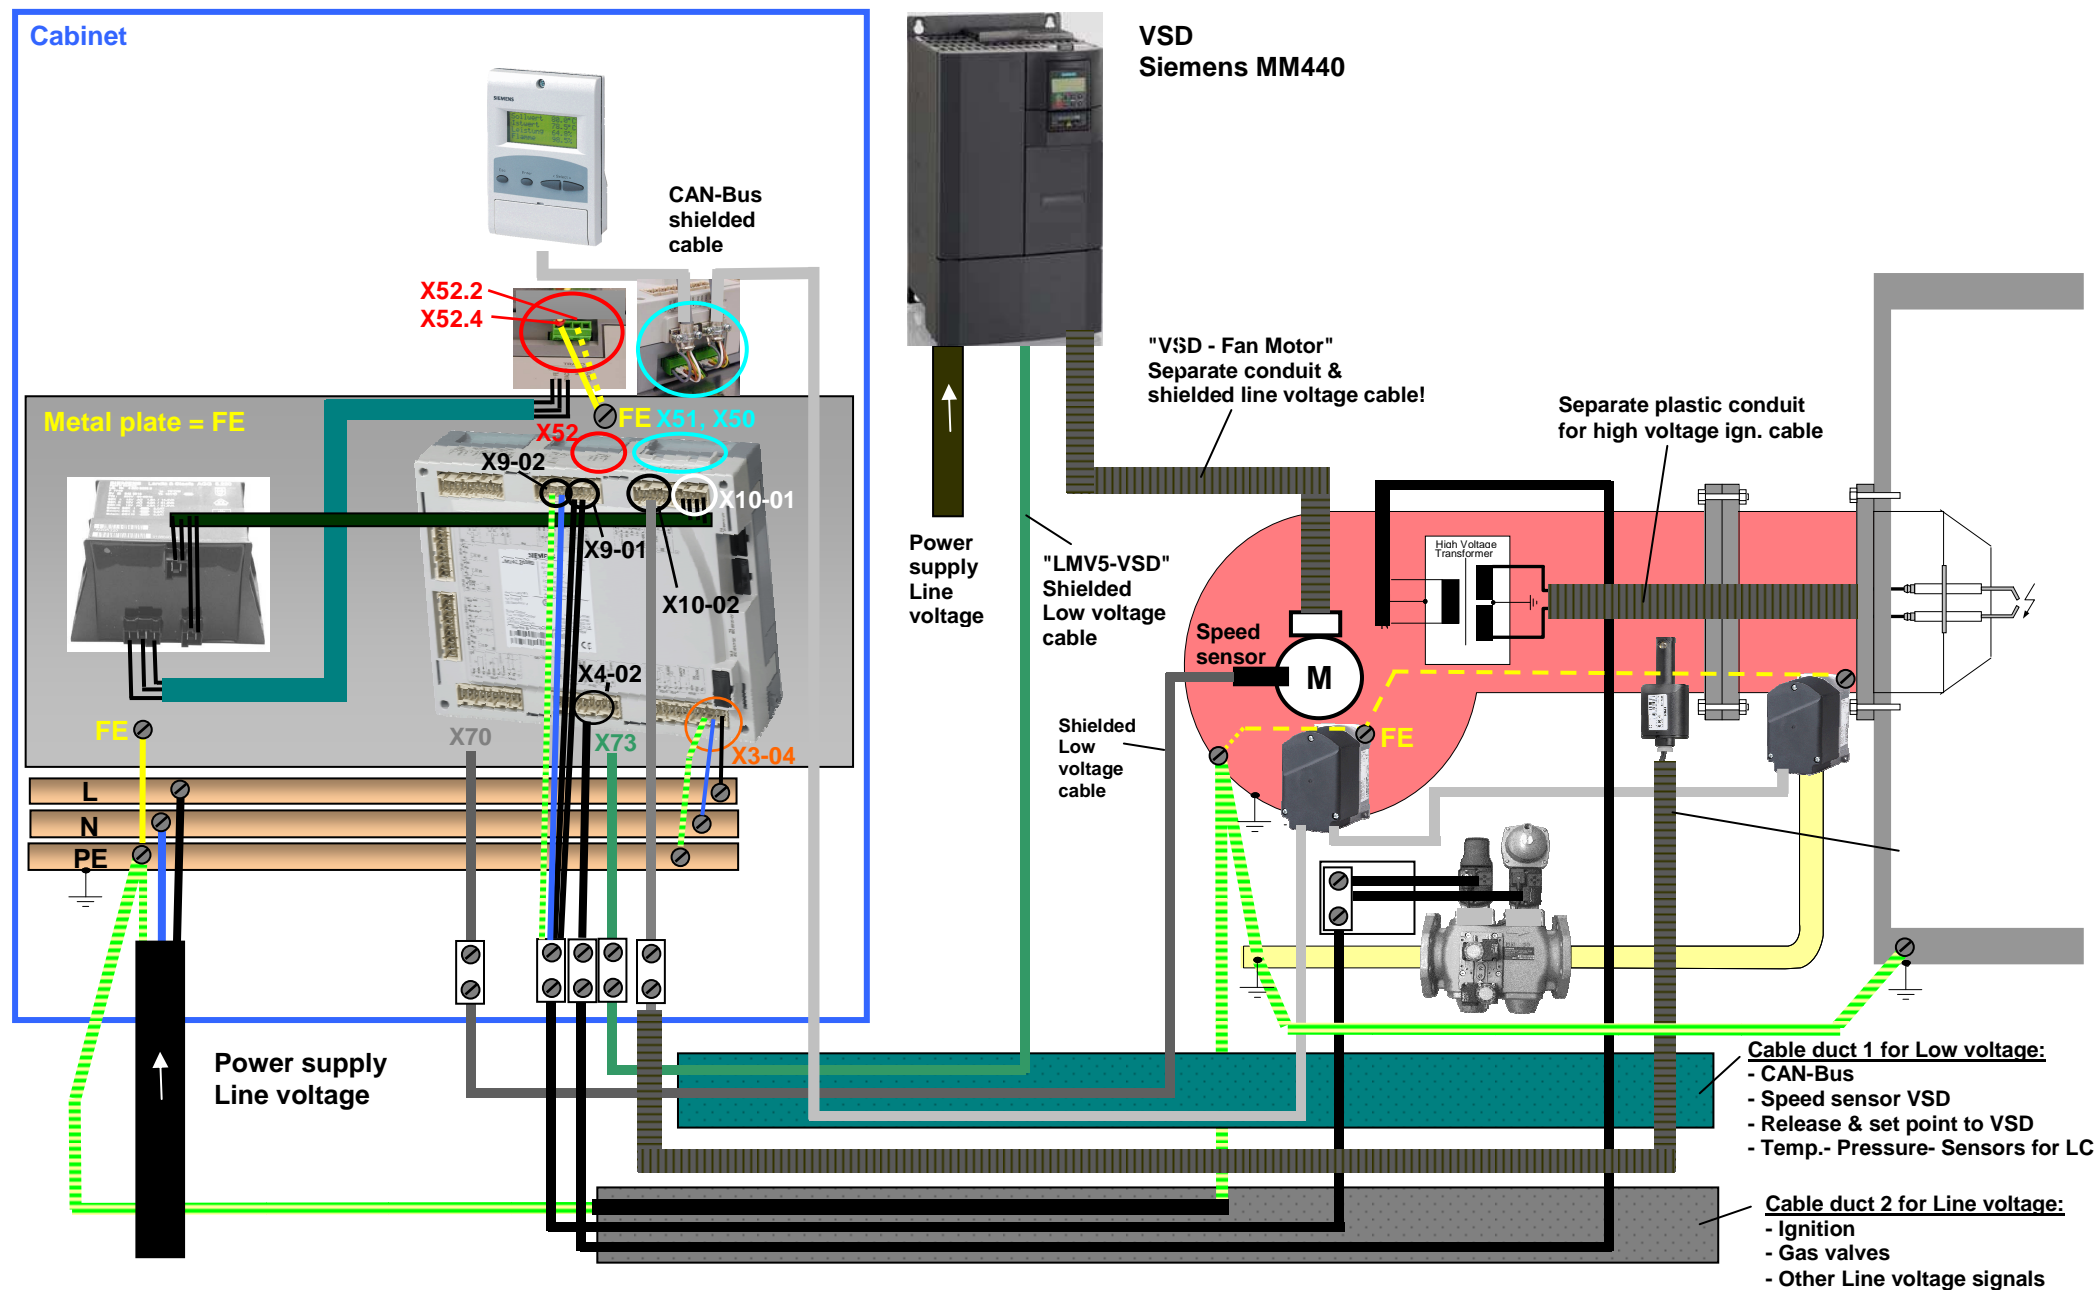 Cabinet
VSD
Siemens MM440
SIEMENS
CAN-Bus
shielded
cable
X52.2
X52.4
"VSD - Fan Motor"
Separate conduit &
shielded line voltage cable!
Separate plastic conduit
for high voltage ign. cable
Metal plate = FE
FE
X51, X50
X52
X9-02
X10-01
X9-01
X10-02
Power
supply
Line
voltage
"LMV5-VSD"
Shielded
Low voltage
cable
High Voltage
Transformer
Speed
sensor
M
X4-02
FE
X70
X73
X3-04
Shielded
Low
voltage
cable
FE
L
N
PE
Power supply
Line voltage
Cable duct 1 for Low voltage:
- CAN-Bus
- Speed sensor VSD
- Release & set point to VSD
- Temp.- Pressure- Sensors for LC
Cable duct 2 for Line voltage:
- Ignition
- Gas valves
- Other Line voltage signals